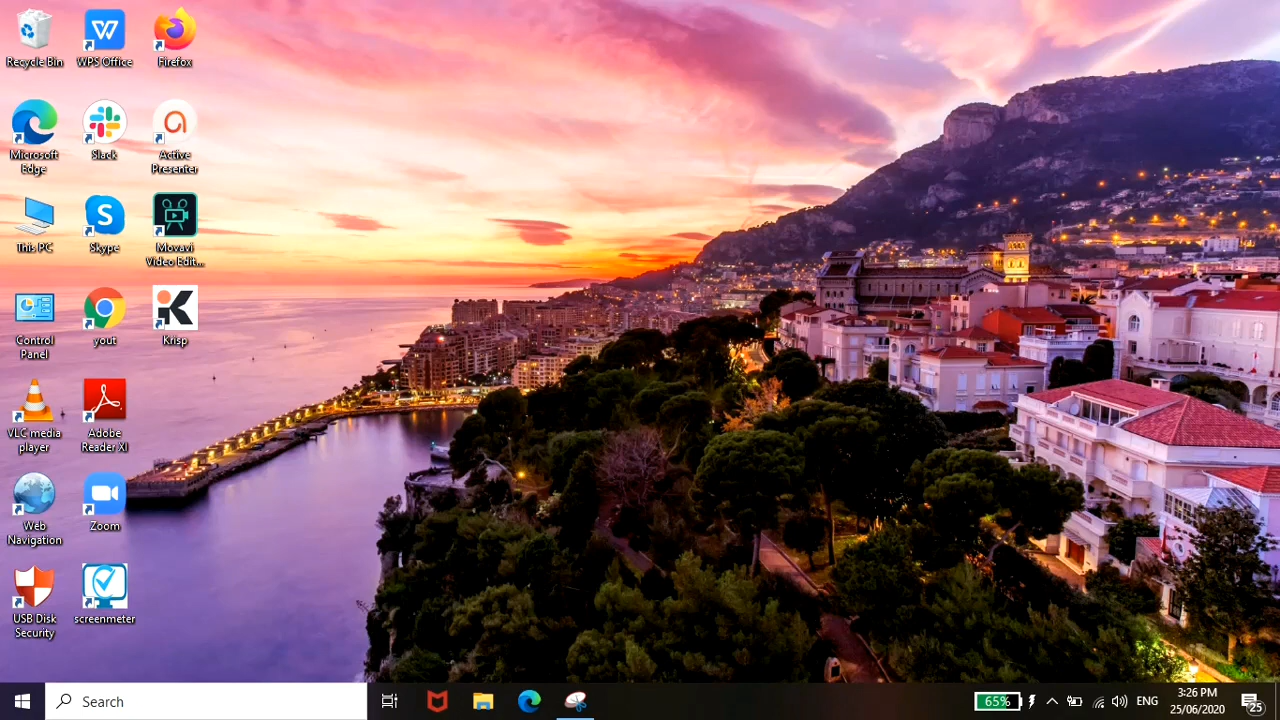 Recycle Bin
WPS Office
Firefox
Microsoft
Edge
Slack
Active
Presenter
This PC
Skype
Movavi
Video Edit...
Control
Panel
yout
Krisp
VLC media
player
Adobe
Reader XI
Web
Navigation
Zoom
USB Disk
Security
screenmeter
Search
65%
ENG
3:26 PM
25/06/2020
25